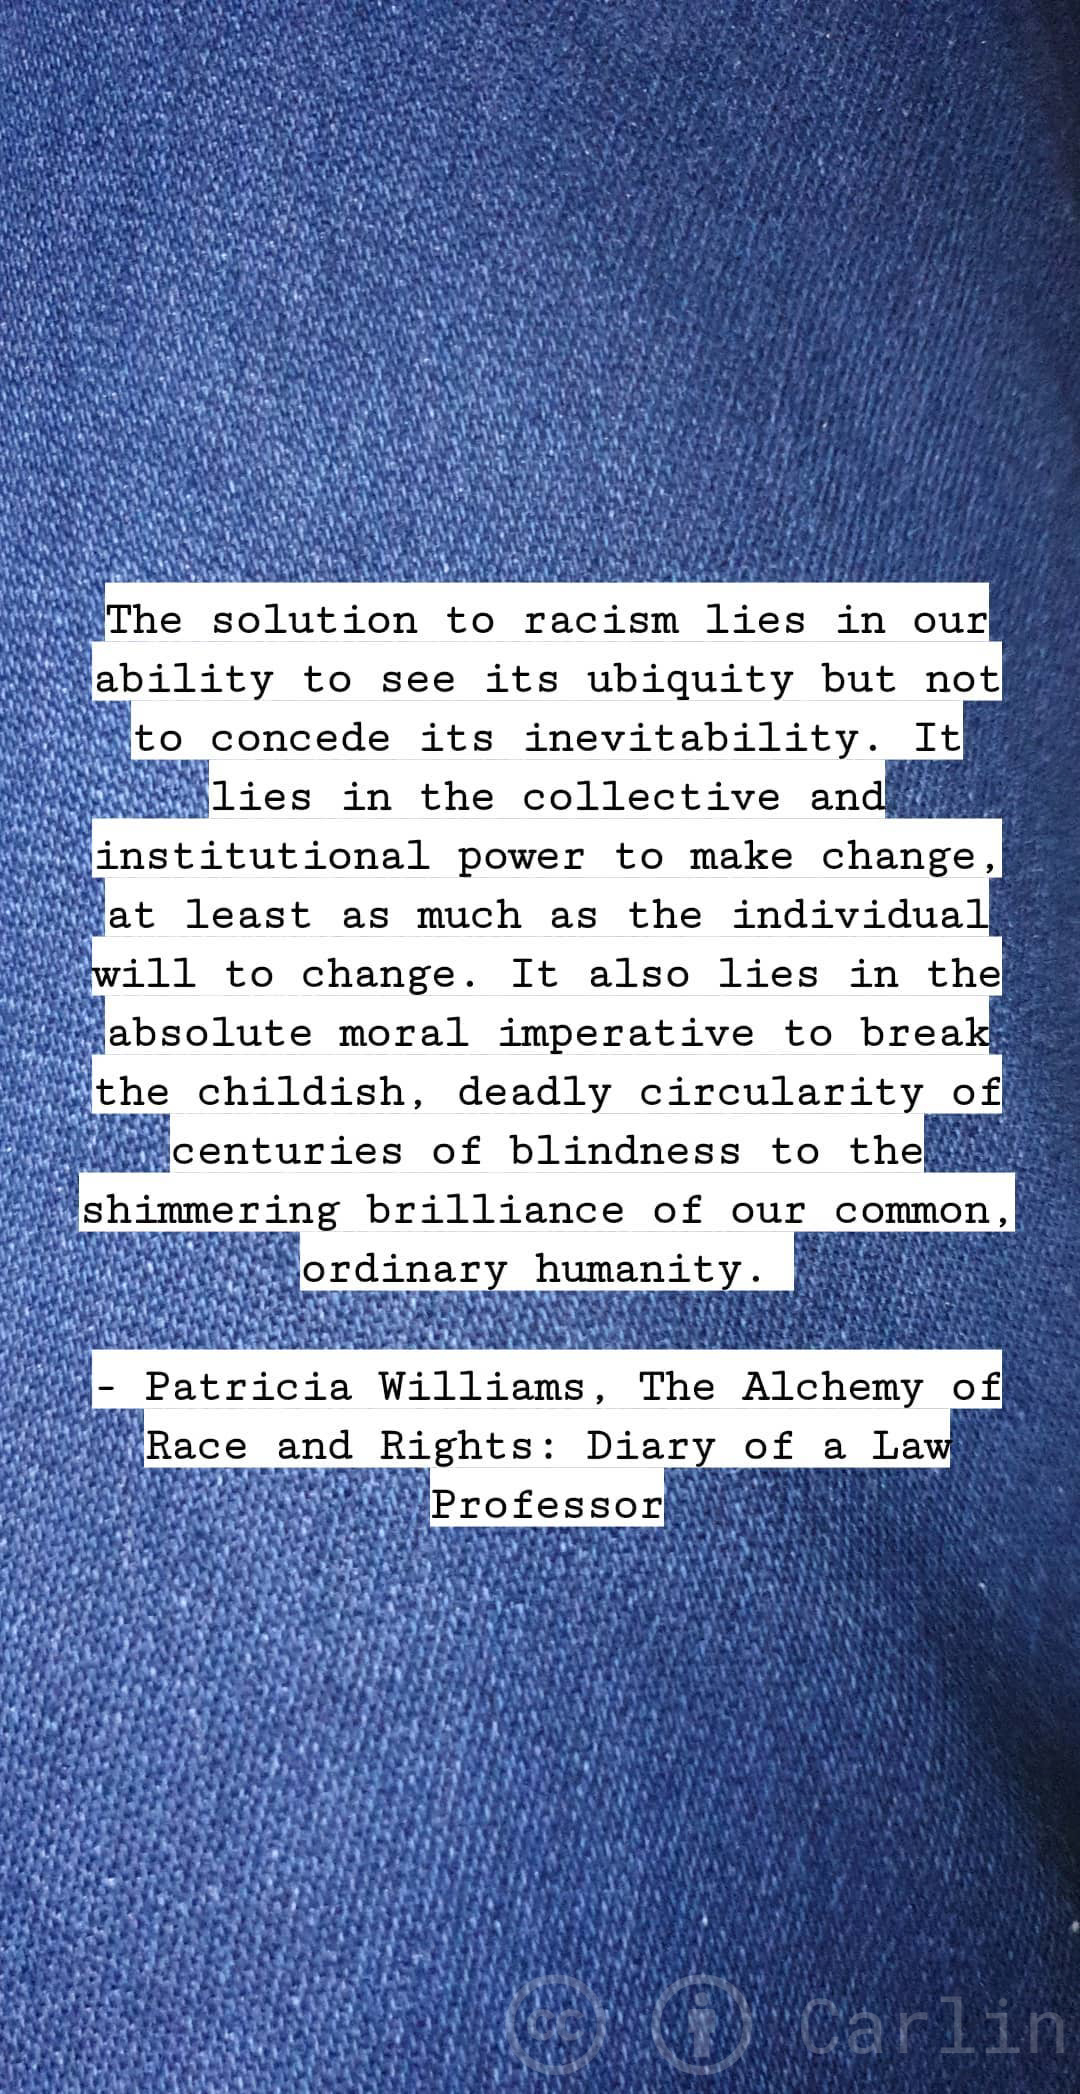 The solution to racism lies in our
ability to see its ubiquity but not
to concede its inevitability. It
lies in the collective and
institutional power to make change,
at least as much as the individual
will to change. It also lies in the
absolute moral imperative to break
the childish, deadly circularity of
centuries of blindness to the
shimmering brilliance of our common,
ordinary humanity.
- Patricia Williams, The Alchemy of
Race and Rights: Diary of a Law
Professor
cc Carlin